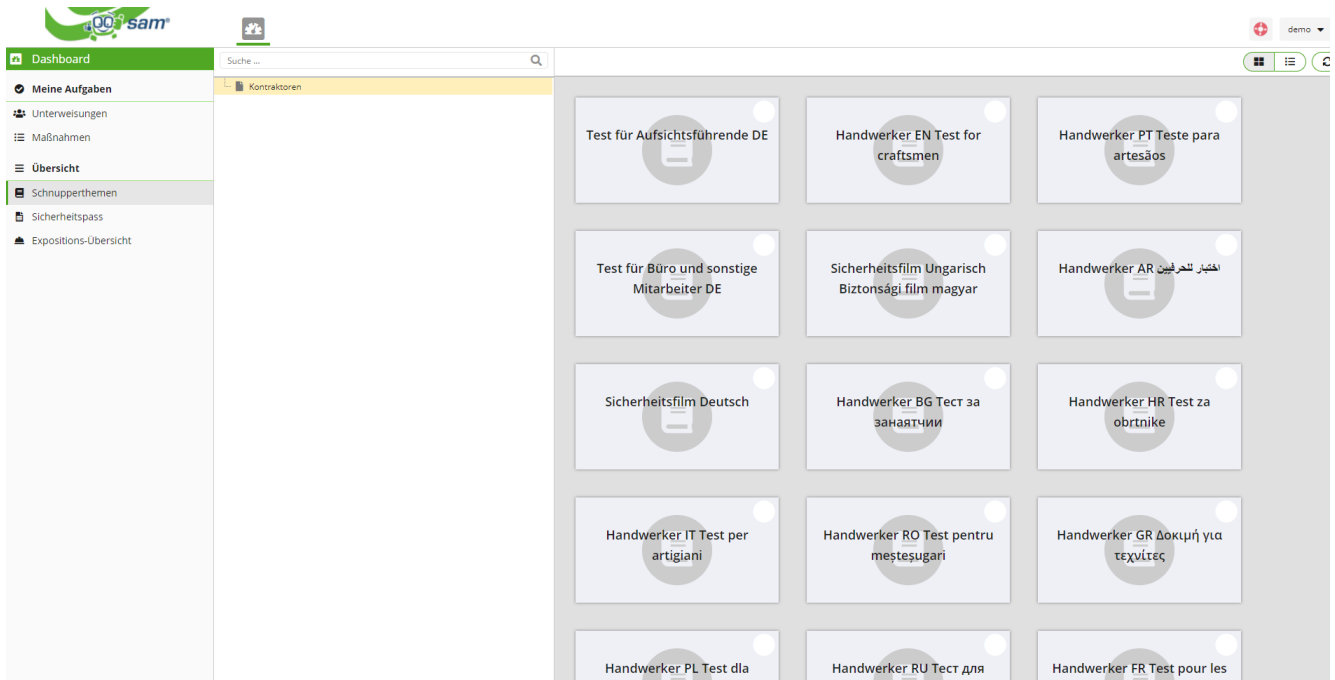 sam®
demo
Dashboard
Suche ...
Meine Aufgaben
Kontraktoren
Unterweisungen
Maßnahmen
Übersicht
Schnupperthemen
Sicherheitspass
Expositions-Übersicht
Test für Aufsichtsführende DE
Handwerker EN Test for
craftsmen
Handwerker PT Teste para
artesãos
Test für Büro und sonstige
Mitarbeiter DE
Sicherheitsfilm Ungarisch
Biztonsági film magyar
Handwerker AR اختبار للحرفيين
Sicherheitsfilm Deutsch
Handwerker BG Тест за
занаятчии
Handwerker HR Test za
obrtnike
Handwerker IT Test per
artigiani
Handwerker RO Test pentru
meșteșugari
Handwerker GR Δοκιμή για
τεχνίτες
Handwerker PL Test dla
Handwerker RU Тест для
Handwerker FR Test pour les